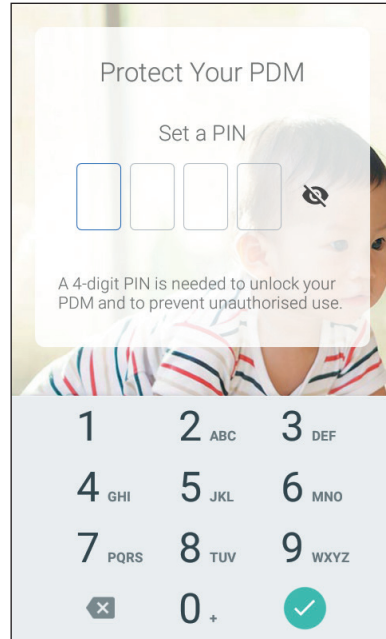 Protect Your PDM
Set a PIN
A 4-digit PIN is needed to unlock your
PDM and to prevent unauthorised use.
1 2 ABC 3 DEF
4 GHI 5 JKL 6 MNO
7 PQRS 8 TUV 9 WXYZ
0 +